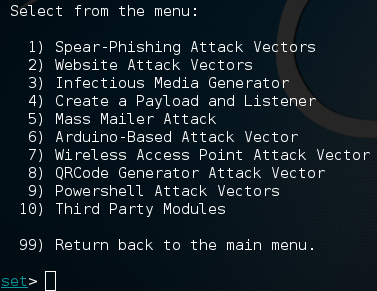 Select from the menu:
1) Spear-Phishing Attack Vectors
2) Website Attack Vectors
3) Infectious Media Generator
4) Create a Payload and Listener
5) Mass Mailer Attack
6) Arduino-Based Attack Vector
7) Wireless Access Point Attack Vector
8) QRCode Generator Attack Vector
9) Powershell Attack Vectors
10) Third Party Modules
99) Return back to the main menu.
set>